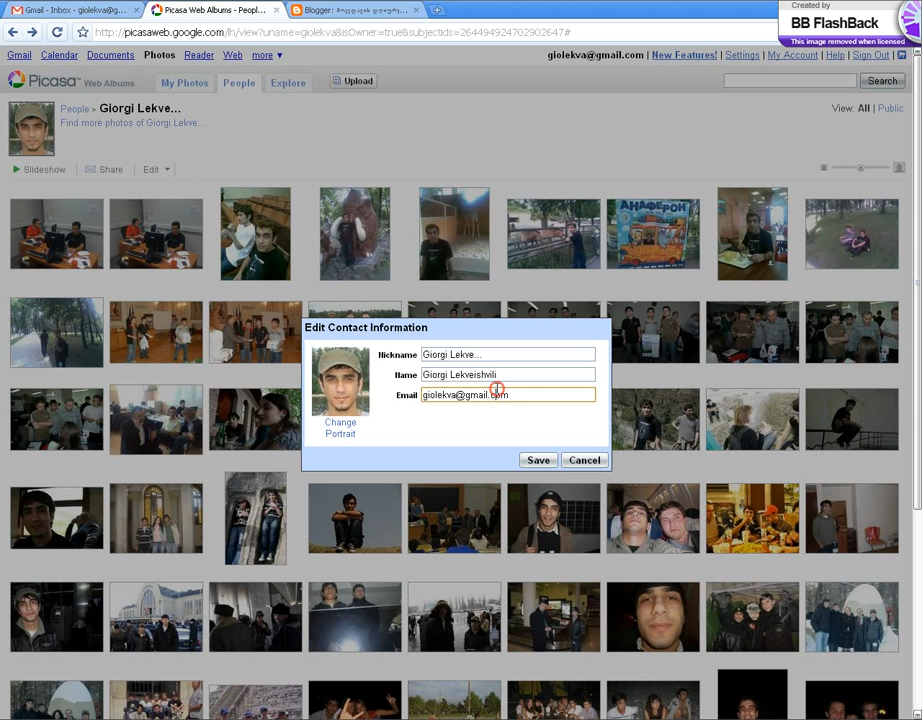 Gmail - Inbox - giolekva@g...
Picasa Web Albums - Peopl...
Created by
BB FlashBack
This image removed when licensed
http://picasaweb.google.com/lh/view?uname=giolekva&isOwner=true&subjectids=264494924702902647#
Gmail Calendar Documents Photos Reader Web more ▼
giolekva@gmail.com | New Features! | Settings | My Account | Help | Sign Out |
Picasa Web Albums
My Photos People Explore Upload Search
People » Giorgi Lekve...
View: All | Public
Find more photos of Giorgi Lekve...
Slideshow Share Edit
АНАФЕРОН
Edit Contact Information
Nickname Giorgi Lekve...
Name Giorgi Lekveishvili
Email giolekva@gmail.com
Change
Portrait
Save Cancel